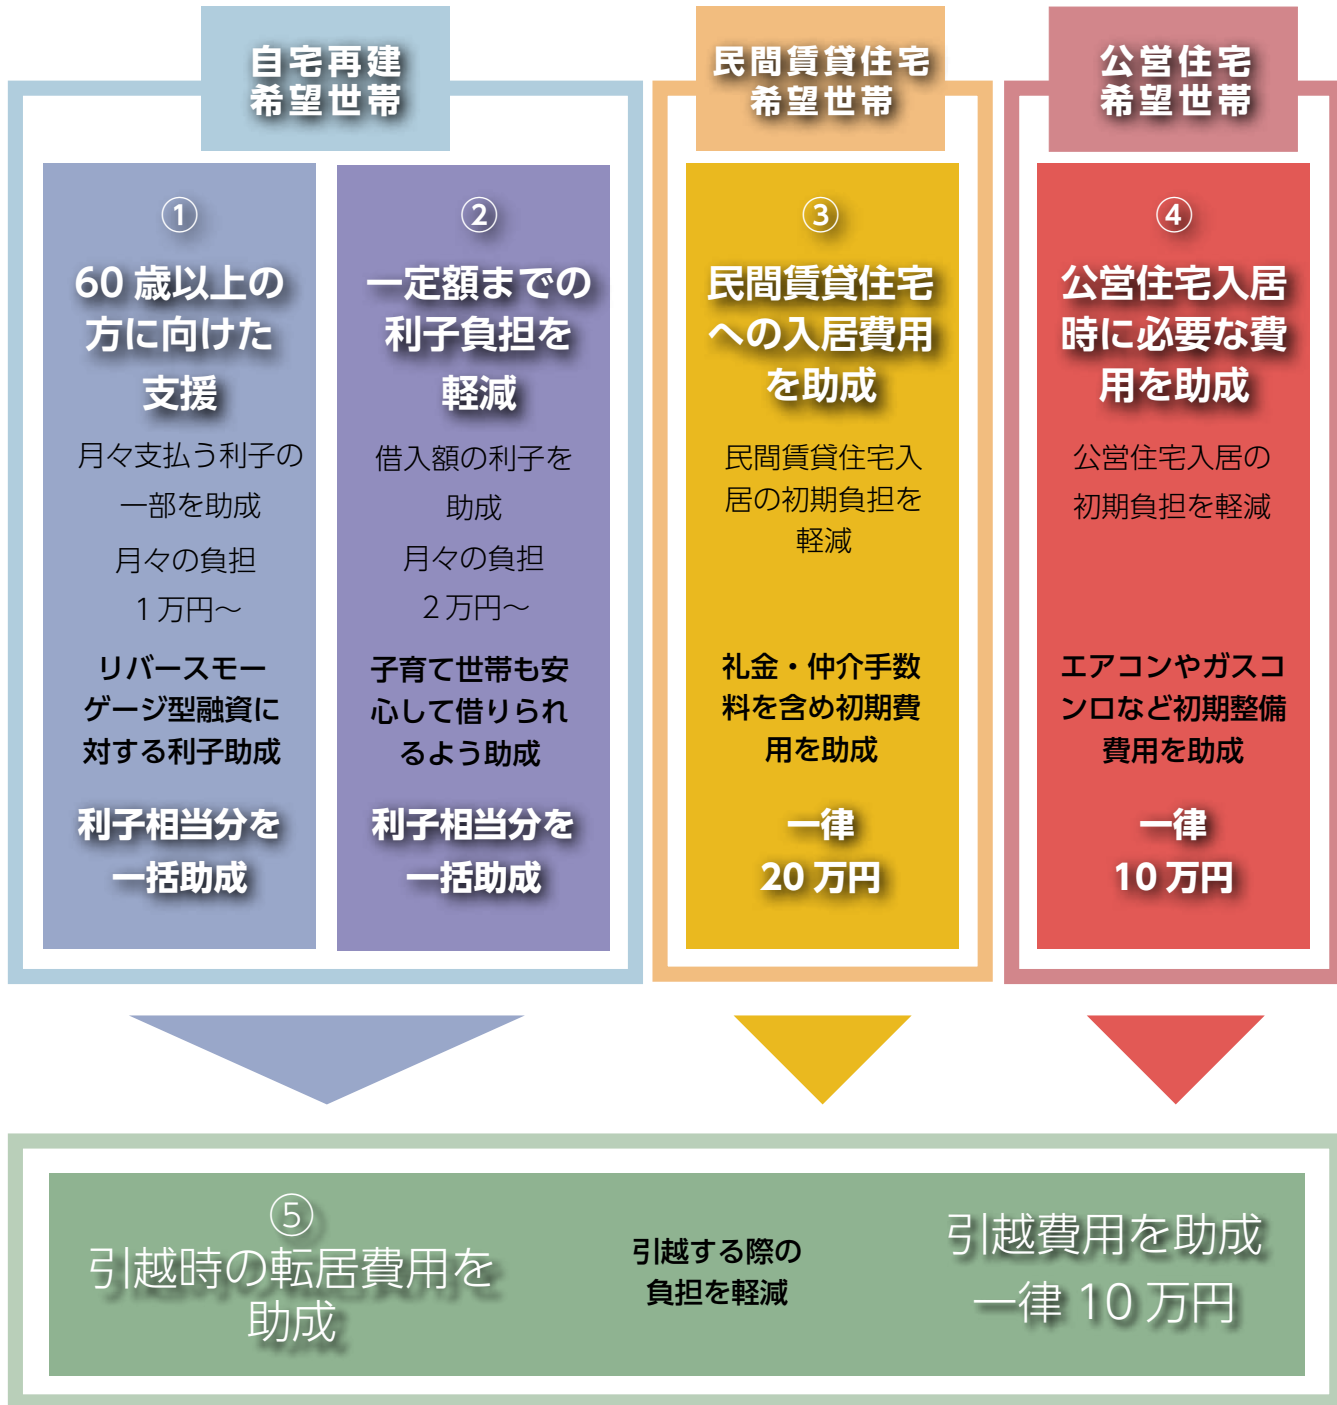 自宅再建
希望世帯
①
60 歳以上の
方に向けた
支援
月々支払う利子の
一部を助成
月々の負担
1 万円～
リバースモー
ゲージ型融資に
対する利子助成
利子相当分を
一括助成
②
一定額までの
利子負担を
軽減
借入額の利子を
助成
月々の負担
2 万円～
子育て世帯も安
心して借りられ
るよう助成
利子相当分を
一括助成
民間賃貸住宅
希望世帯
③
民間賃貸住宅
への入居費用
を助成
民間賃貸住宅入
居の初期負担を
軽減
礼金・仲介手数
料を含め初期費
用を助成
一律
20 万円
公営住宅
希望世帯
④
公営住宅入居
時に必要な費
用を助成
公営住宅入居の
初期負担を軽減
エアコンやガスコ
ンロなど初期整備
費用を助成
一律
10 万円
⑤
引越時の転居費用を
助成
引越する際の
負担を軽減
引越費用を助成
一律 10 万円